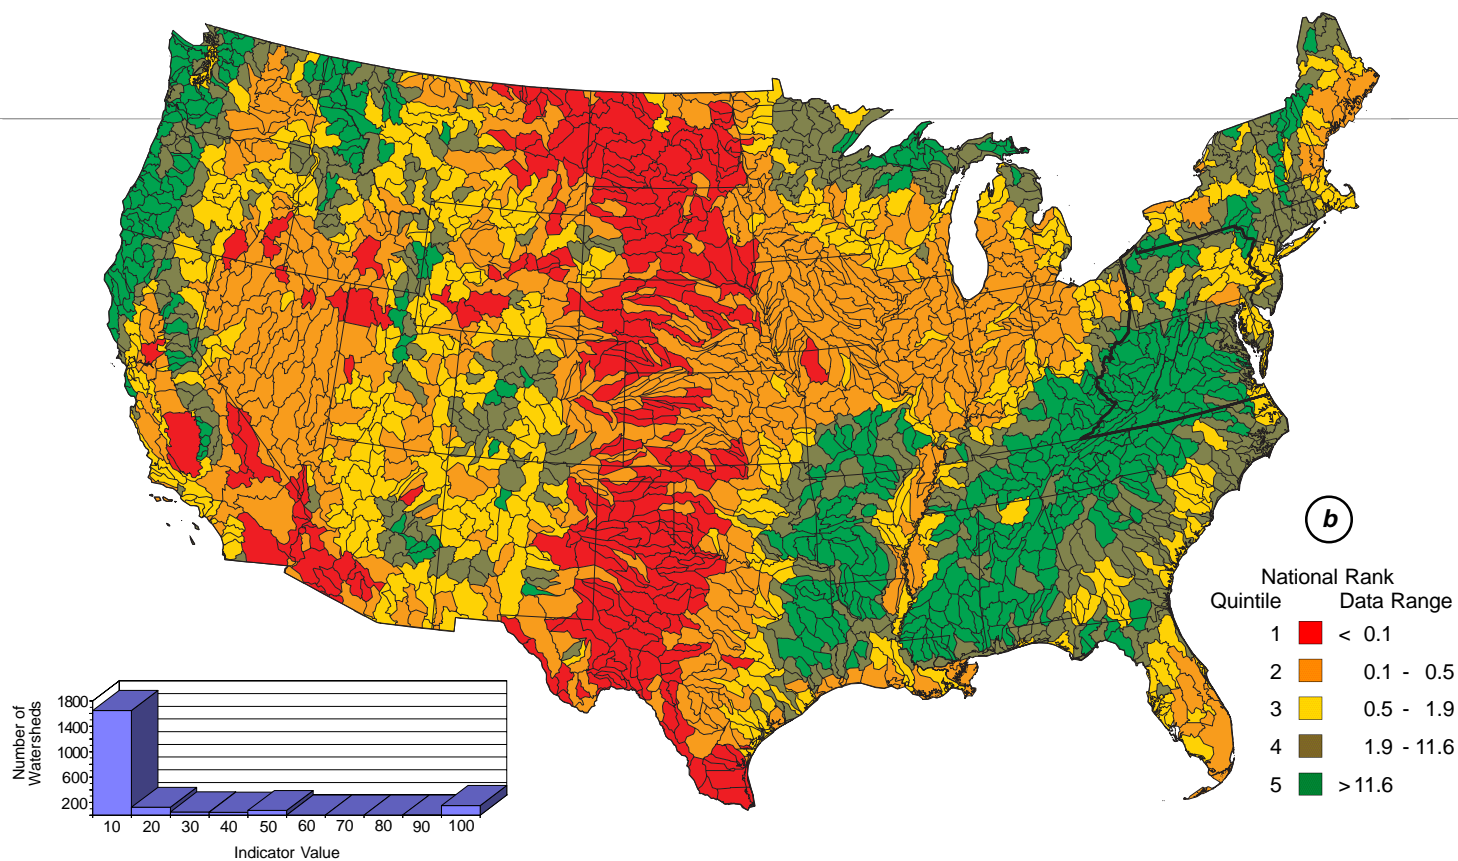 b
National Rank
Quintile Data Range
1 < 0.1
2 0.1 - 0.5
3 0.5 - 1.9
4 1.9 - 11.6
5 > 11.6
Number of
Watersheds
1800
1400
1000
600
200
10 20 30 40 50 60 70 80 90 100
Indicator Value